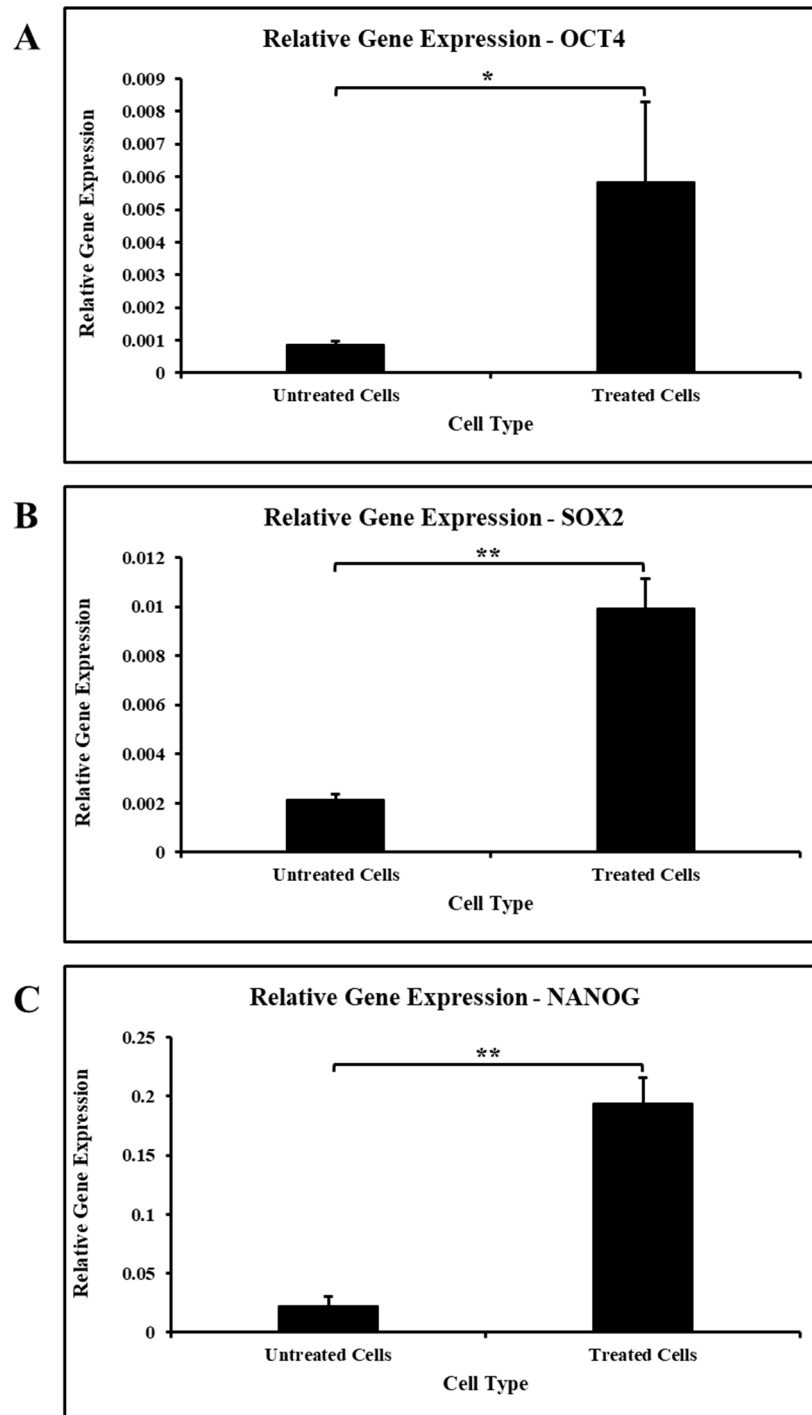 A
Relative Gene Expression - OCT4
*
Relative Gene Expression
0.009
0.008
0.007
0.006
0.005
0.004
0.003
0.002
0.001
0
Untreated Cells
Treated Cells
Cell Type
B
Relative Gene Expression - SOX2
**
Relative Gene Expression
0.012
0.01
0.008
0.006
0.004
0.002
0
Untreated Cells
Treated Cells
Cell Type
C
Relative Gene Expression - NANOG
**
Relative Gene Expression
0.25
0.2
0.15
0.1
0.05
0
Untreated Cells
Treated Cells
Cell Type